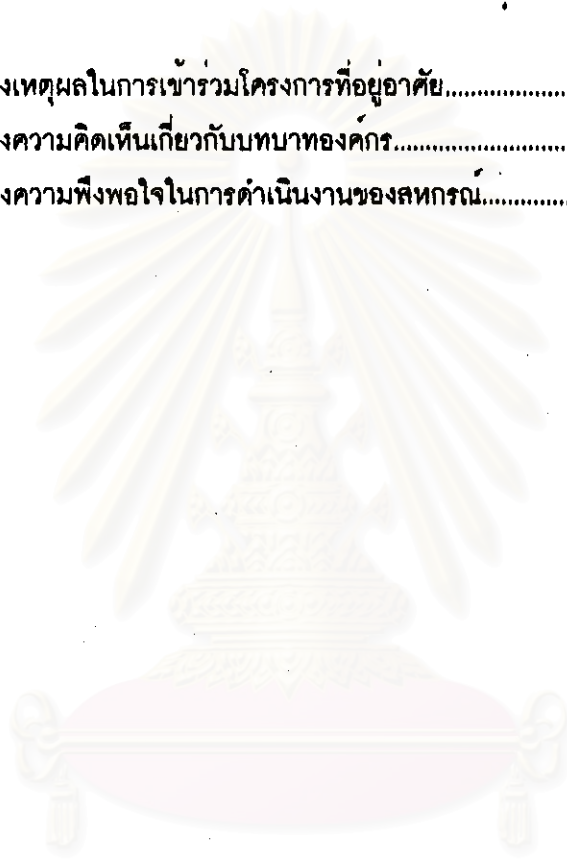 งเหตุผลในการเข้าร่วมโครงการที่อยู่อาศัย....................
งความคิดเห็นเกี่ยวกับบทบาทองค์กร..........................
งความพึงพอใจในการดำเนินงานของสหกรณ์..............